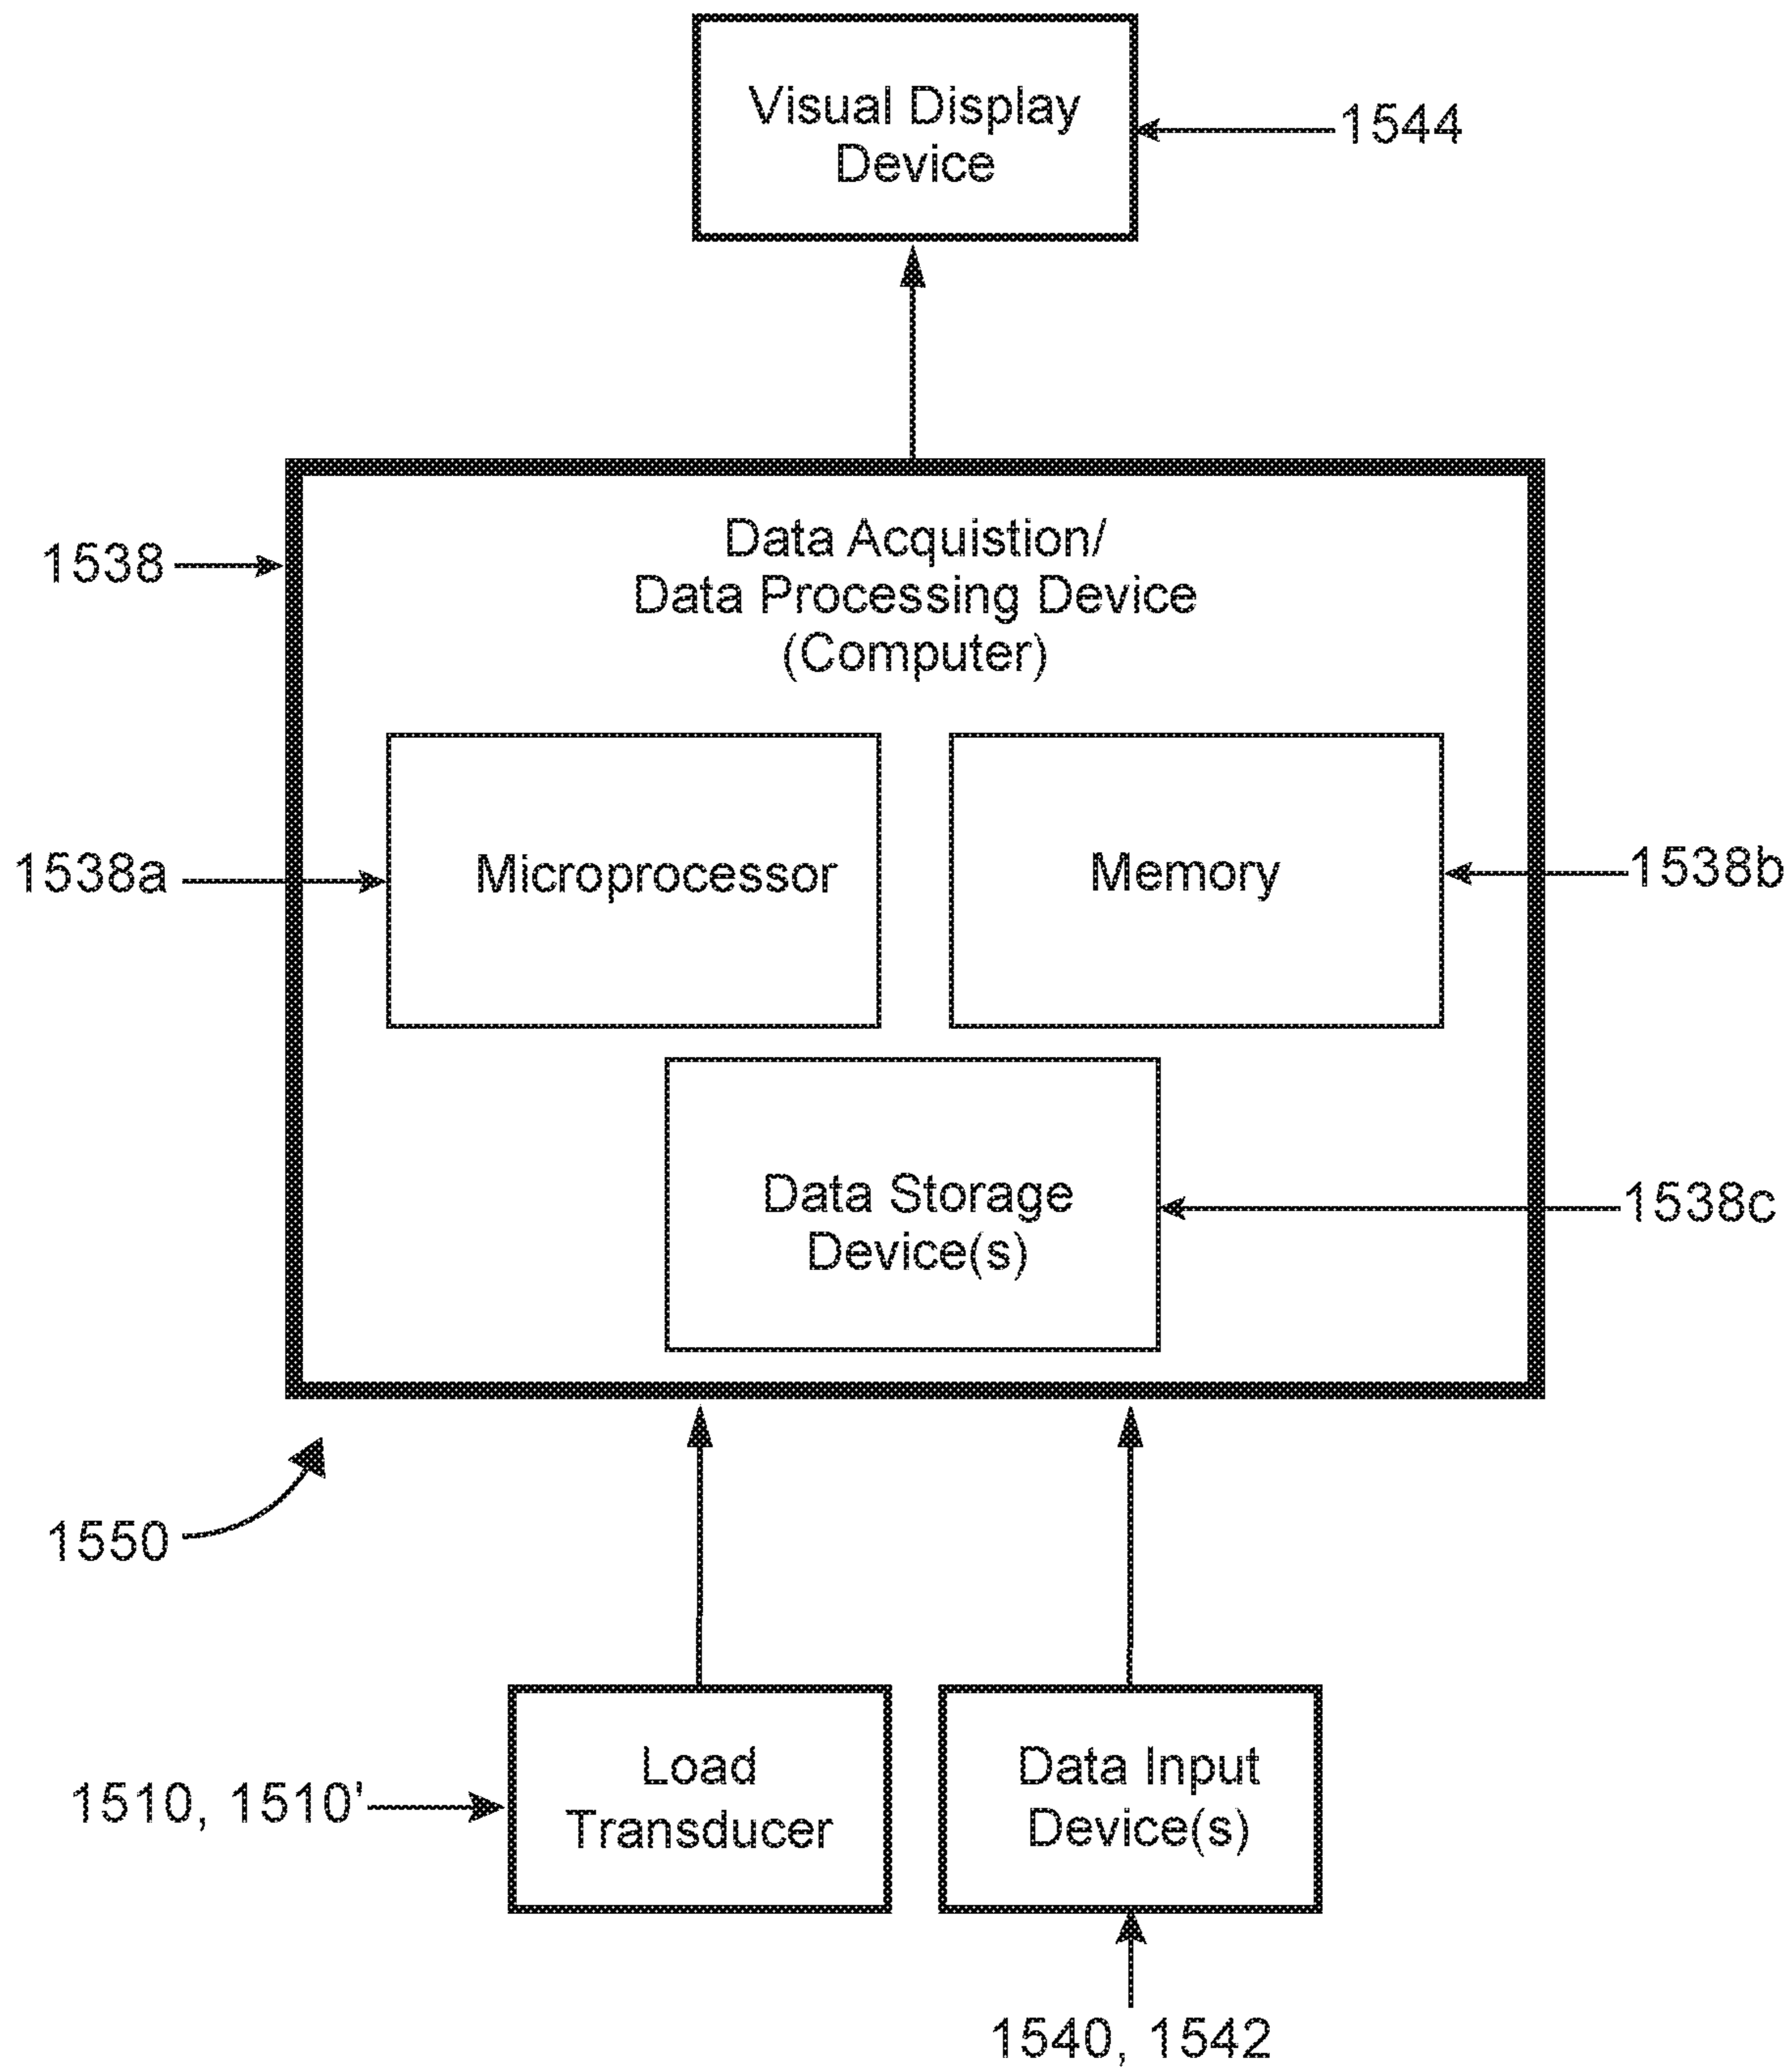 Visual Display
Device
1544
Data Acquistion/
Data Processing Device
(Computer)
1538
Microprocessor
1538a
Memory
1538b
Data Storage
Device(s)
1538c
1550
Load
Transducer
1510, 1510'
Data Input
Device(s)
1540, 1542